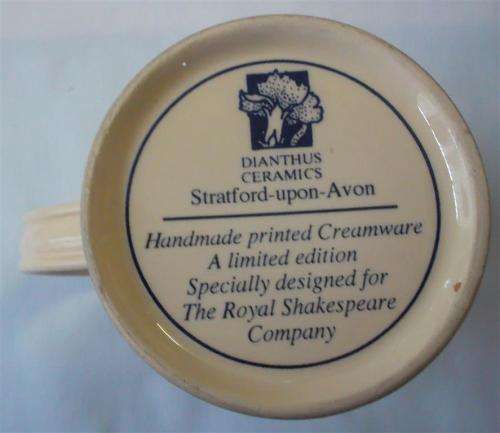 DIANTHUS
CERAMICS
Stratford-upon-Avon
Handmade printed Creamware
A limited edition
Specially designed for
The Royal Shakespeare
Company